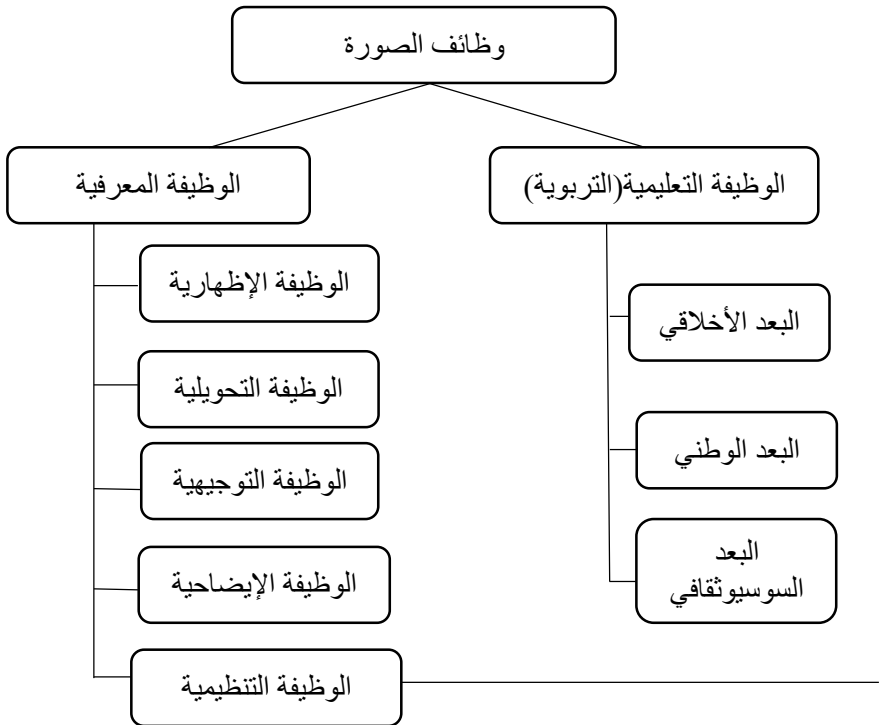 وظائف الصورة
الوظيفة التعليمية(التربوية)
البعد الأخلاقي
البعد الوطني
البعد
السوسيوثقافي
الوظيفة المعرفية
الوظيفة الإظهارية
الوظيفة التحويلية
الوظيفة التوجيهية
الوظيفة الإيضاحية
الوظيفة التنظيمية